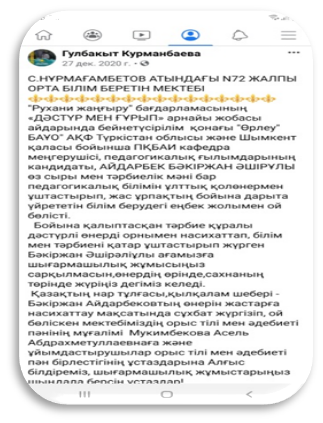 Гулбакыт Курманбаева
27 дек. 2020 г.
С.НҰРМАҒАМБЕТОВ АТЫНДАҒЫ N72 ЖАЛПЫ
ОРТА БІЛІМ БЕРЕТІН МЕКТЕБІ
"Рухани жаңғыру" бағдарламасының
«ДӘСТҮР МЕН ҒҰРЫП» арнайы жобасы
айдарында бейнетүсірілім қонағы "Өрлеу"
БАҰО" АҚФ Түркістан облысы және Шымкент
қаласы бойынша ПҚБАИ кафедра
меңгерушісі, педагогикалық ғылымдарының
кандидаты, АЙДАРБЕК БӘКІРЖАН ӘШІРҰЛЫ
өз сыры мен тәрбиелік мәні бар
педагогикалық білімін ұлттық қолөнермен
ұштастырып, жас ұрпақтың бойына дарыта
үйрететін білім берудегі еңбек жолымен ой
бөлісті.
Бойына қалыптасқан тәрбие құралы
дәстүрлі өнерді орнымен насихаттап, білім
мен тәрбиені қатар ұштастырып жүрген
Бәкіржан Әшірәліұлы ағамызға
шығармашылық жұмысыңыз
сарқылмасын,өнердің өрінде,сахнаның
төрінде жүріңіз дегіміз келеді.
Қазақтың нар тұлғасы,қылқалам шебері -
Бәкіржан Айдарбековтың өнерін жастарға
насихаттау мақсатында сұхбат жүргізіп, ой
бөліскен мектебіміздің орыс тілі мен әдебиеті
пәнінің мұғалімі Мукимбекова Асель
Абдрахметуллаевнаға және
ұйымдастырушылар орыс тілі мен әдебиеті
пән бірлестігінің ұстаздарына Алғыс
білдіреміз, шығармашылық жұмыстарыңыз
шыңдала берсін ұстаздар!